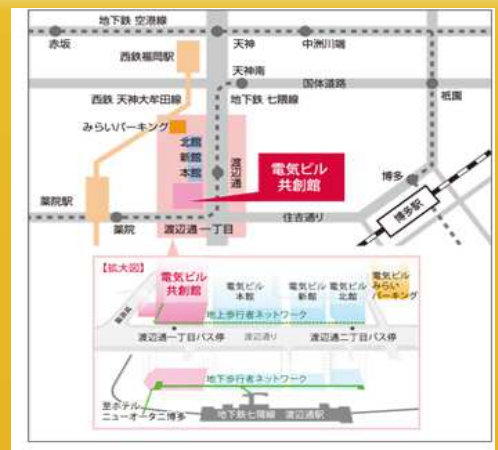 地下鉄 空港線
赤坂
天神
中洲川端
西鉄福岡駅
天神南
国体道路
祇園
西鉄 天神大牟田線
地下鉄 七隈線
みらいパーキング
北館
新館
本館
渡辺通
電気ビル
共創館
博多
博多駅
薬院駅
薬院
渡辺通一丁目
住吉通り
【拡大図】
電気ビル
共創館
電気ビル
本館
電気ビル
新館
電気ビル
北館
電気ビル
みらい
パーキング
地上歩行者ネットワーク
渡辺通一丁目バス停
渡辺通り
渡辺通二丁目バス停
地下歩行者ネットワーク
至ホテル
ニューオータニ博多
地下鉄七隈線 渡辺通駅